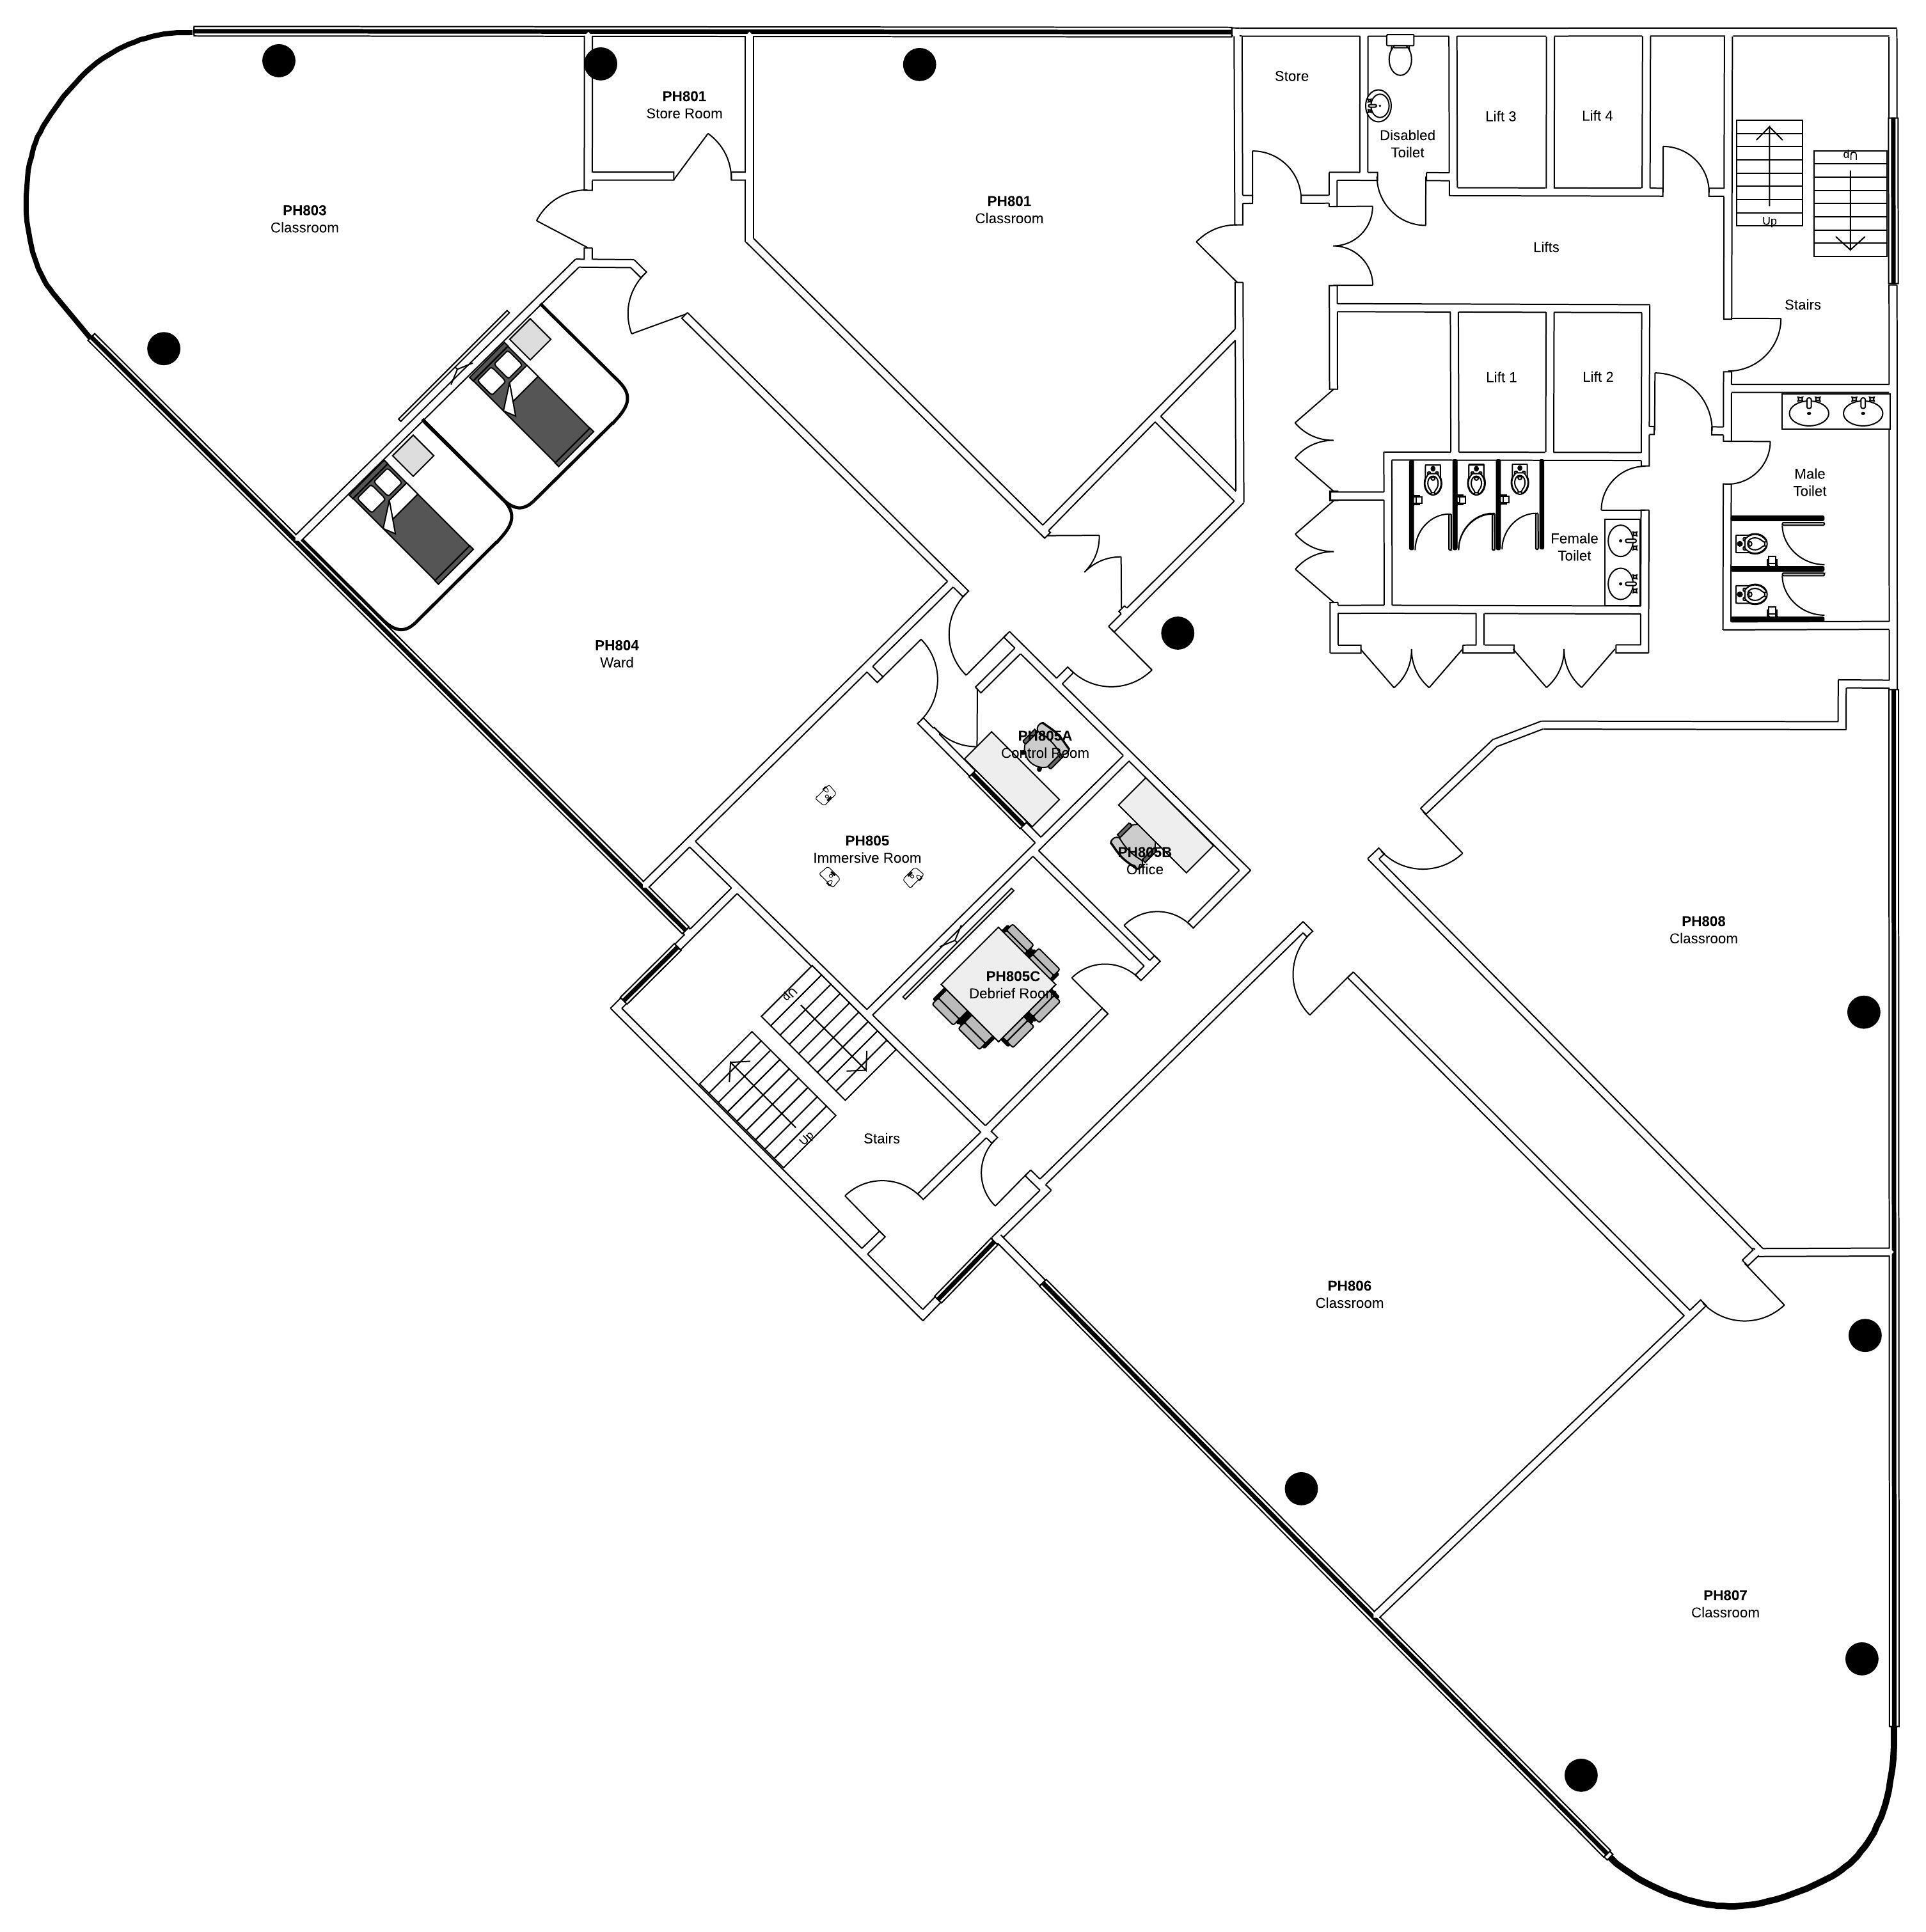 Store
PH801
Store Room
Lift 3
Lift 4
Disabled
Toilet
Up
PH803
Classroom
PH801
Classroom
Up
Lifts
Stairs
Lift 1
Lift 2
Male
Toilet
Female
Toilet
PH804
Ward
PH805A
Control Room
PH805
Immersive Room
PH805B
Office
PH808
Classroom
PH805C
Debrief Room
Up
Up
Stairs
PH806
Classroom
PH807
Classroom